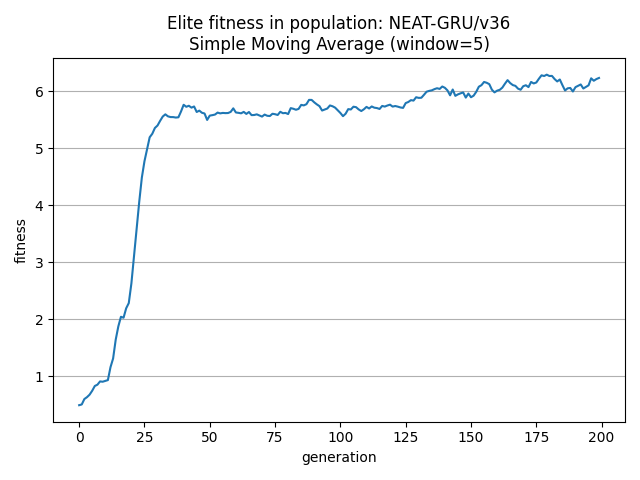 Elite fitness in population: NEAT-GRU/v36
Simple Moving Average (window=5)
fitness
6
5
4
3
2
1
0 25 50 75 100 125 150 175 200
generation